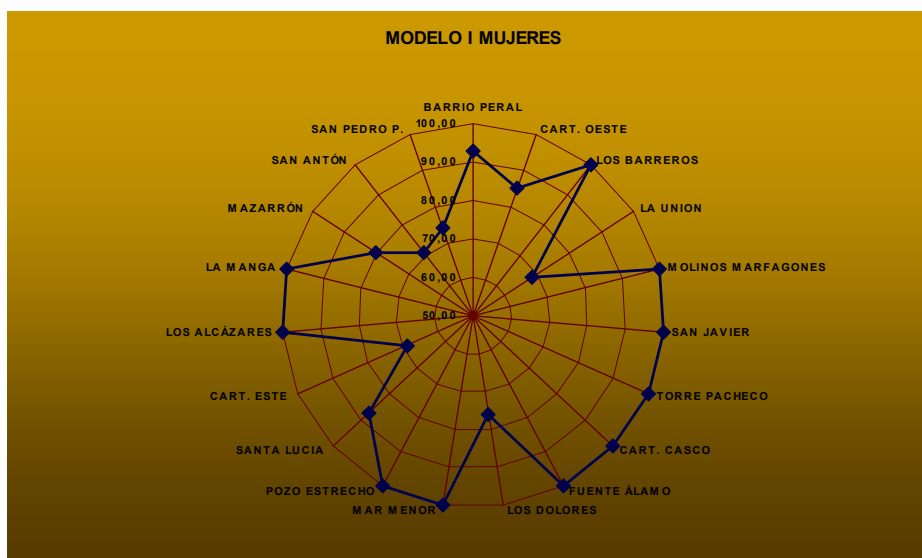 MODELO I MUJERES
BARRIO PERAL
CART. OESTE
LOS BARREROS
LA UNION
MOLINOS MARFAGONES
SAN JAVIER
TORRE PACHECO
CART. CASCO
FUENTE ÁLAMO
LOS DOLORES
MAR MENOR
POZO ESTRECHO
SANTA LUCIA
CART. ESTE
LOS ALCÁZARES
LA MANGA
MAZARRÓN
SAN ANTÓN
SAN PEDRO P.
100,00
90,00
80,00
70,00
60,00
50,00